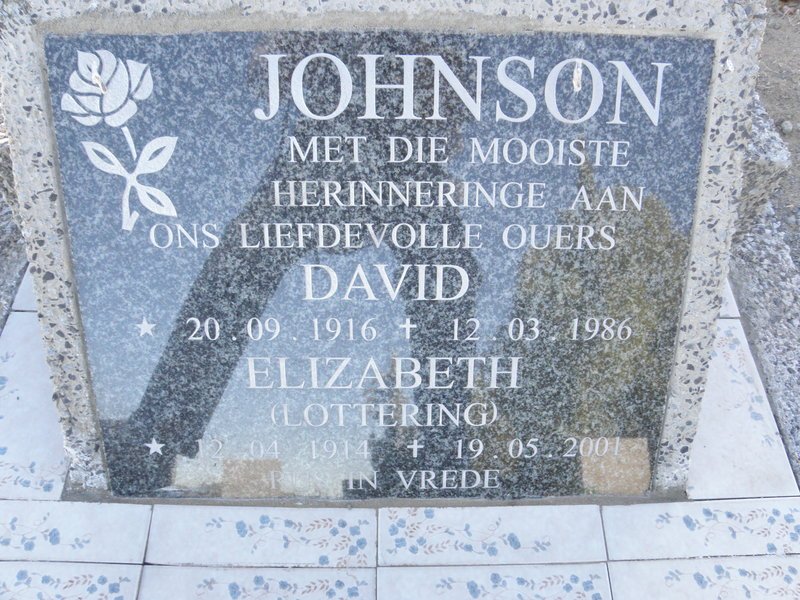 JOHNSON
MET DIE MOOISTE
HERINNERINGE AAN
ONS LIEFDEVOLLE OUERS
DAVID
★ 20.09.1916 ✝ 12.03.1986
ELIZABETH
(LOTTERING)
★ 12.04.1914 ✝ 19.05.2001
RUS IN VREDE